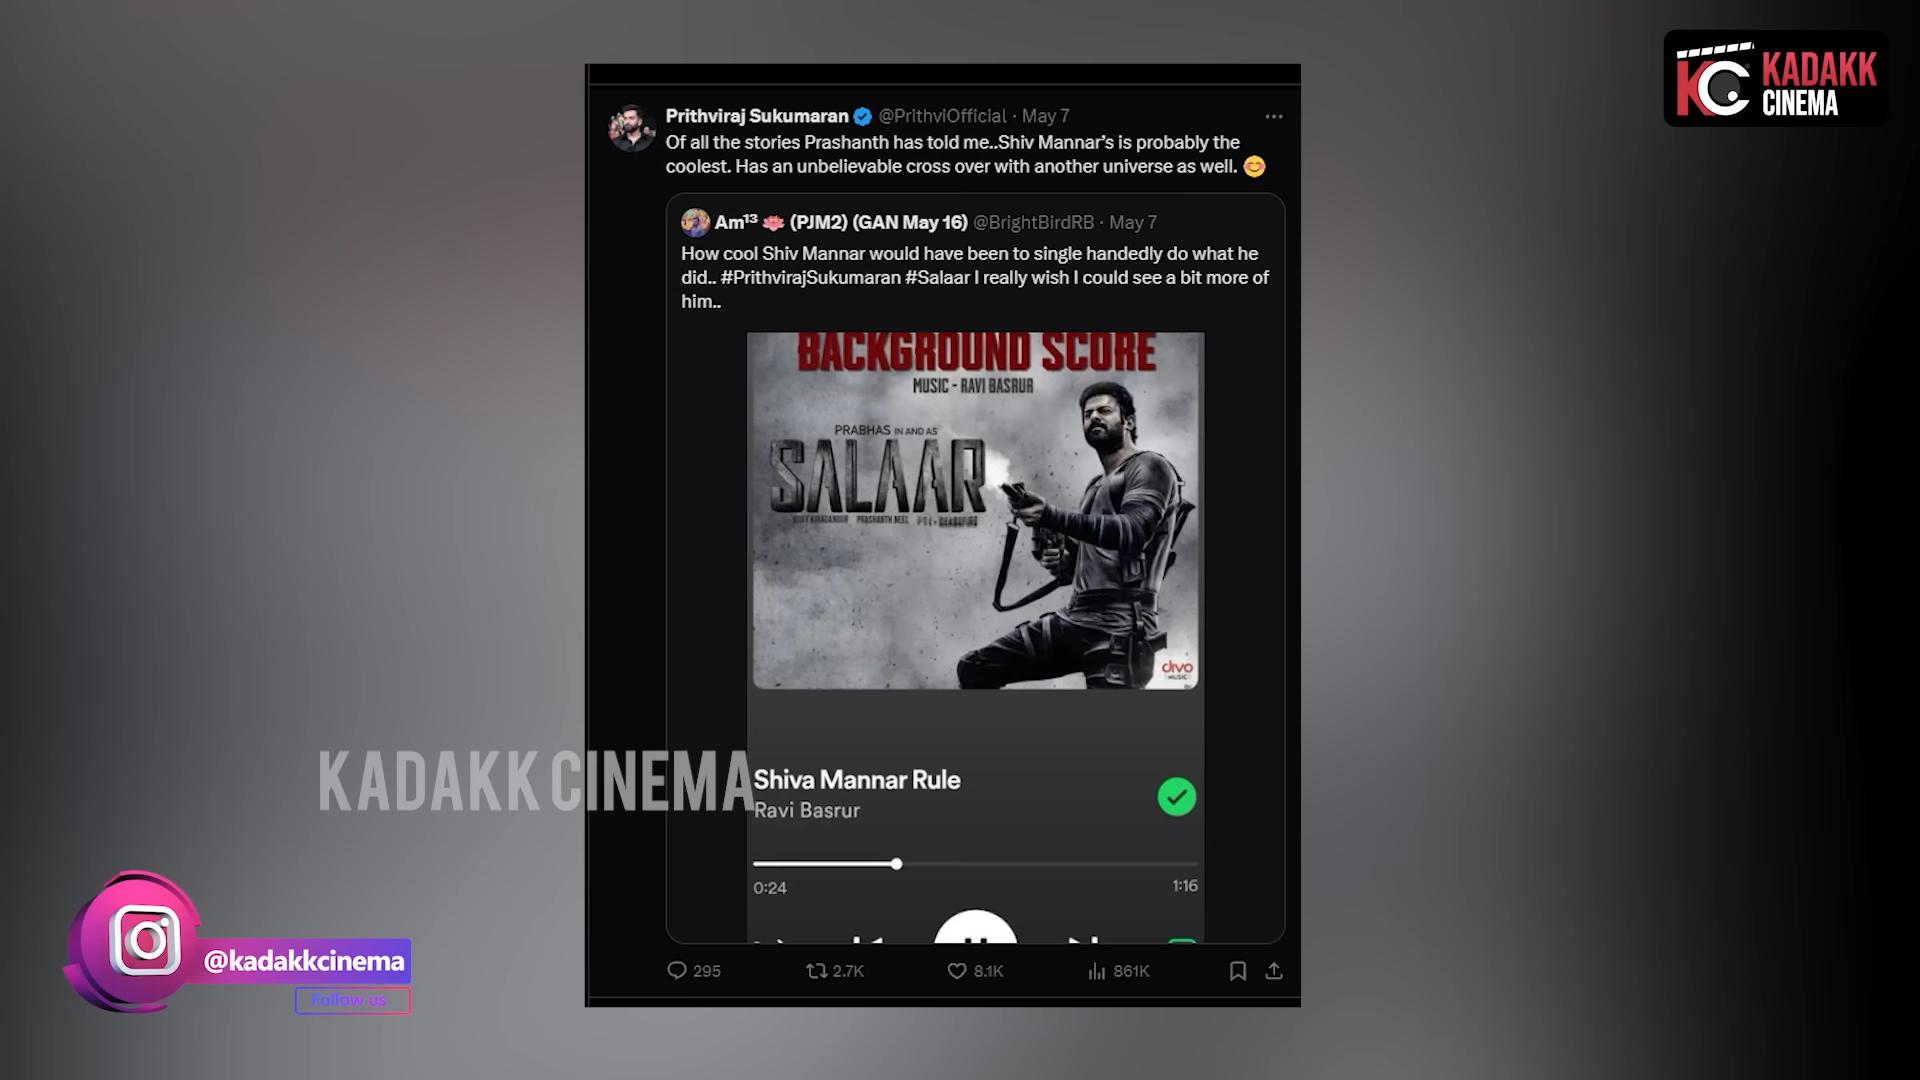 KADAKK
CINEMA
Prithviraj Sukumaran @PrithviOfficial · May 7
Of all the stories Prashanth has told me..Shiv Mannar's is probably the
coolest. Has an unbelievable cross over with another universe as well. 😊
Am¹³ 🪷 (PJM2) (GAN May 16) @BrightBirdRB · May 7
How cool Shiv Mannar would have been to single handedly do what he
did.. #PrithvirajSukumaran #Salaar I really wish I could see a bit more of
him..
BACKGROUND SCORE
MUSIC - RAVI BASRUR
PRABHAS IN AND AS
SALAAR
PRASHANTH NEEL
divo
MUSIC
KADAKK CINEMA
Shiva Mannar Rule
Ravi Basrur
0:24 1:16
@kadakkcinema
Follow us
295 2.7K 8.1K 861K